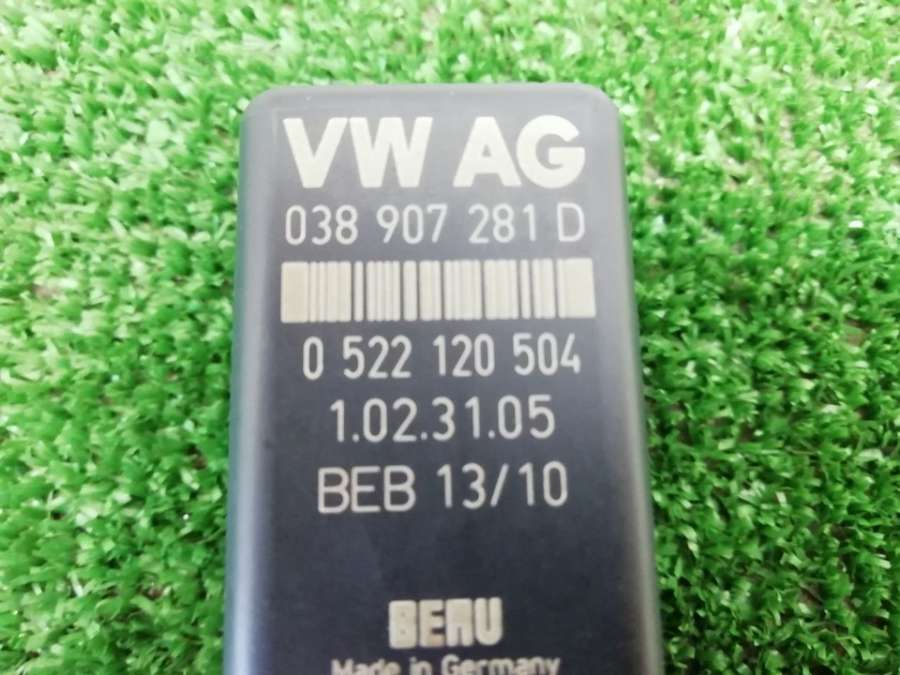 VW AG
038 907 281 D
0 522 120 504
1.02.31.05
BEB 13/10
BERU
Made in Germany